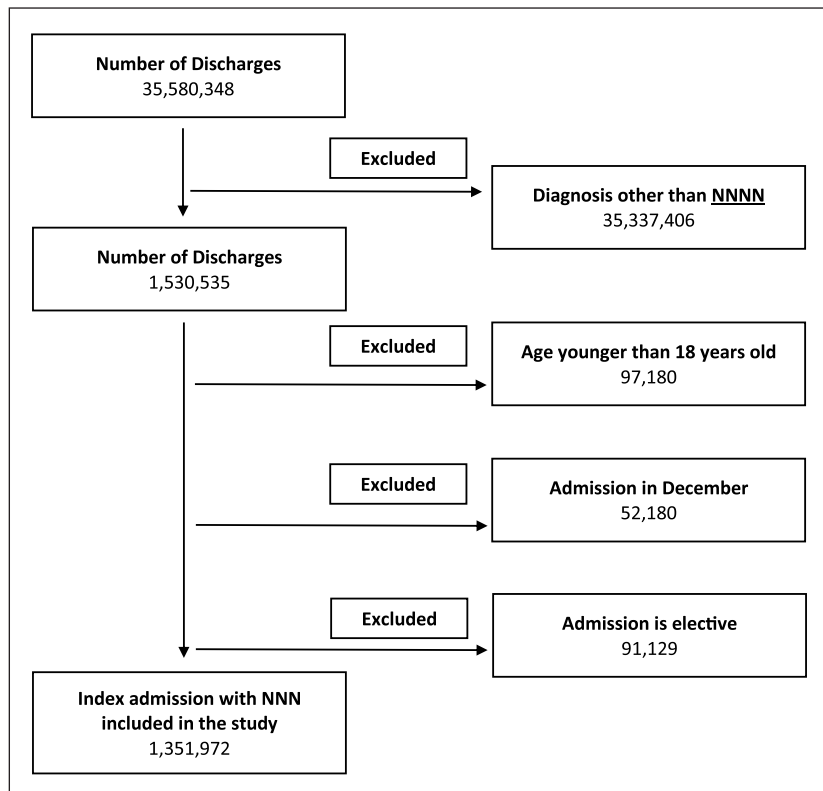 Number of Discharges
35,580,348
Excluded
Diagnosis other than NNNN
35,337,406
Number of Discharges
1,530,535
Excluded
Age younger than 18 years old
97,180
Excluded
Admission in December
52,180
Excluded
Admission is elective
91,129
Index admission with NNN
included in the study
1,351,972